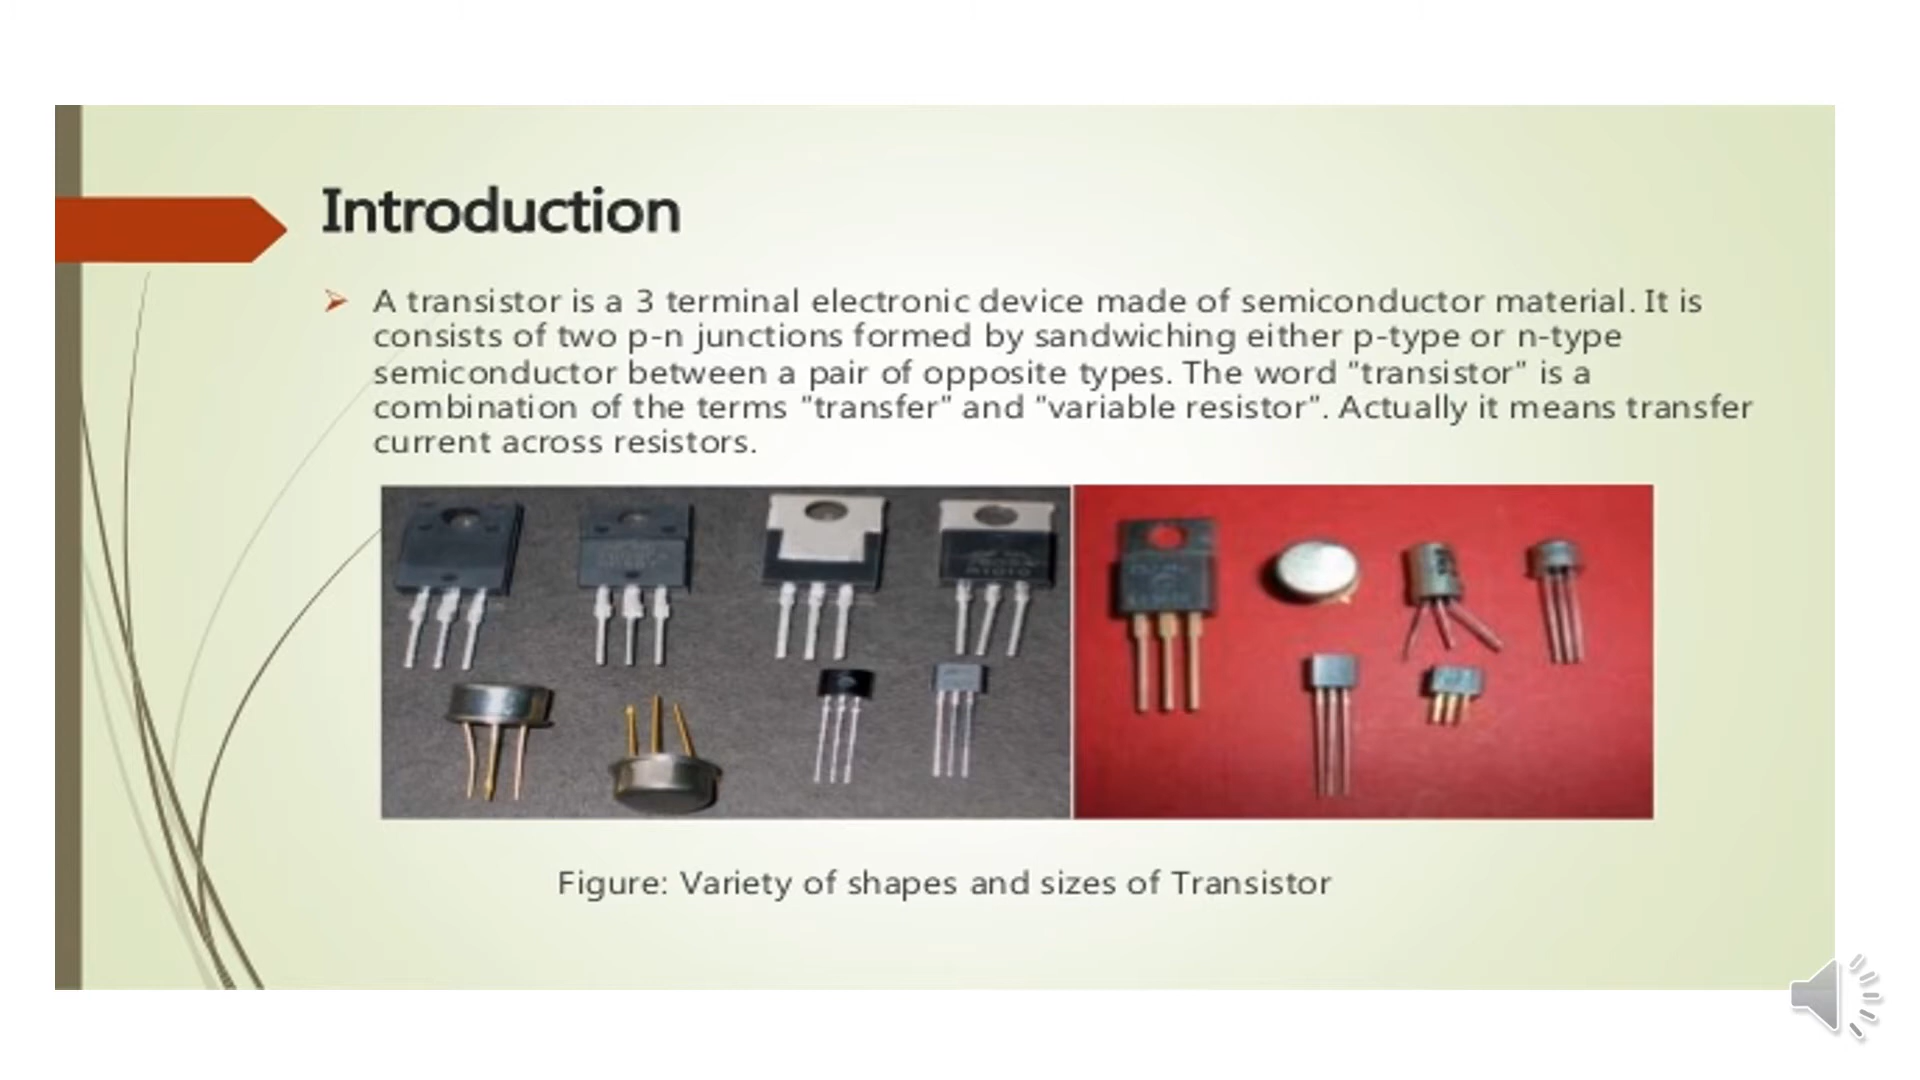 Introduction
A transistor is a 3 terminal electronic device made of semiconductor material. It is
consists of two p-n junctions formed by sandwiching either p-type or n-type
semiconductor between a pair of opposite types. The word "transistor" is a
combination of the terms "transfer" and "variable resistor". Actually it means transfer
current across resistors.
Figure: Variety of shapes and sizes of Transistor